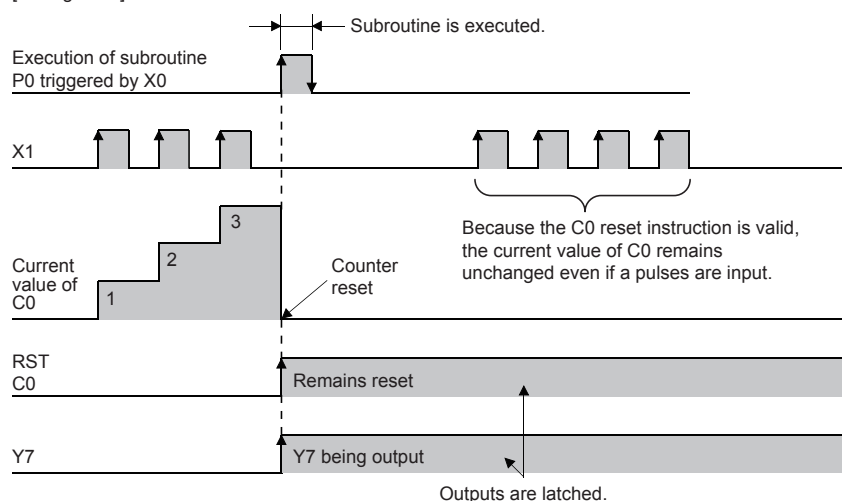 Subroutine is executed.
Execution of subroutine
P0 triggered by X0
X1
3
2
1
Current
value of
C0
Counter
reset
Because the C0 reset instruction is valid,
the current value of C0 remains
unchanged even if a pulses are input.
RST
C0
Remains reset
Y7
Y7 being output
Outputs are latched.